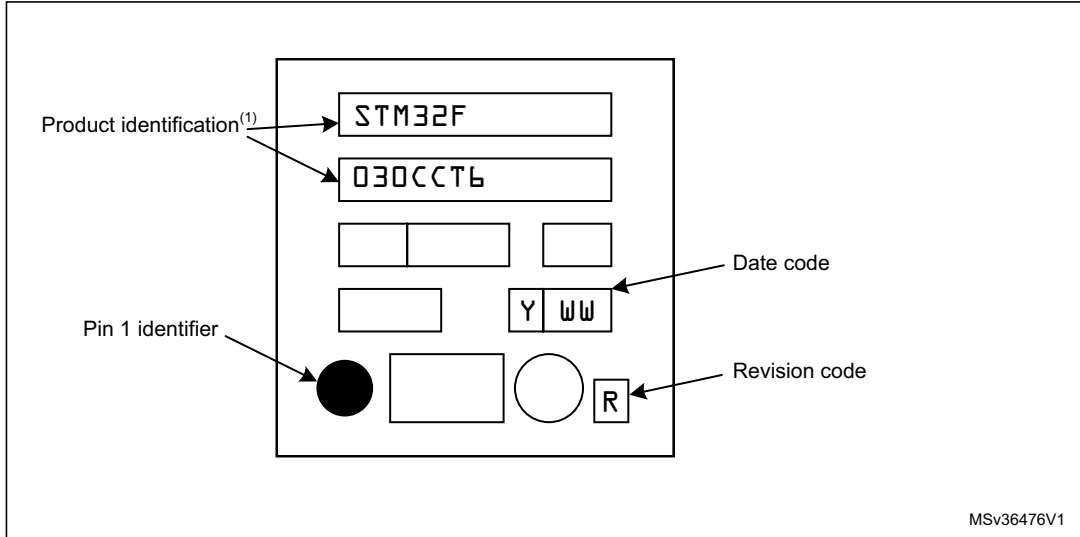 STM32F
Product identification(1)
030CCT6
Date code
Y WW
Pin 1 identifier
Revision code
R
MSv36476V1